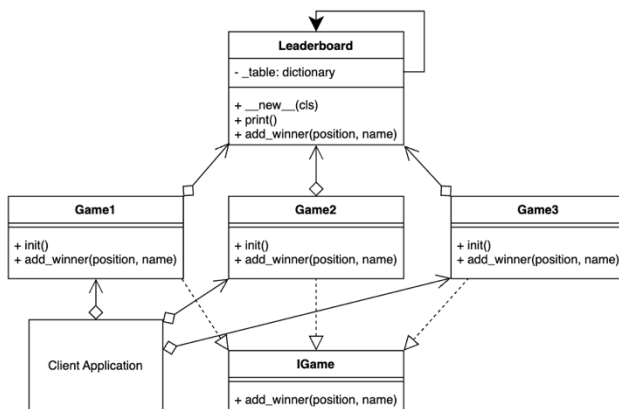 Leaderboard
- _table: dictionary
+ __new__(cls)
+ print()
+ add_winner(position, name)
Game1
+ init()
+ add_winner(position, name)
Game2
+ init()
+ add_winner(position, name)
Game3
+ init()
+ add_winner(position, name)
Client Application
IGame
+ add_winner(position, name)